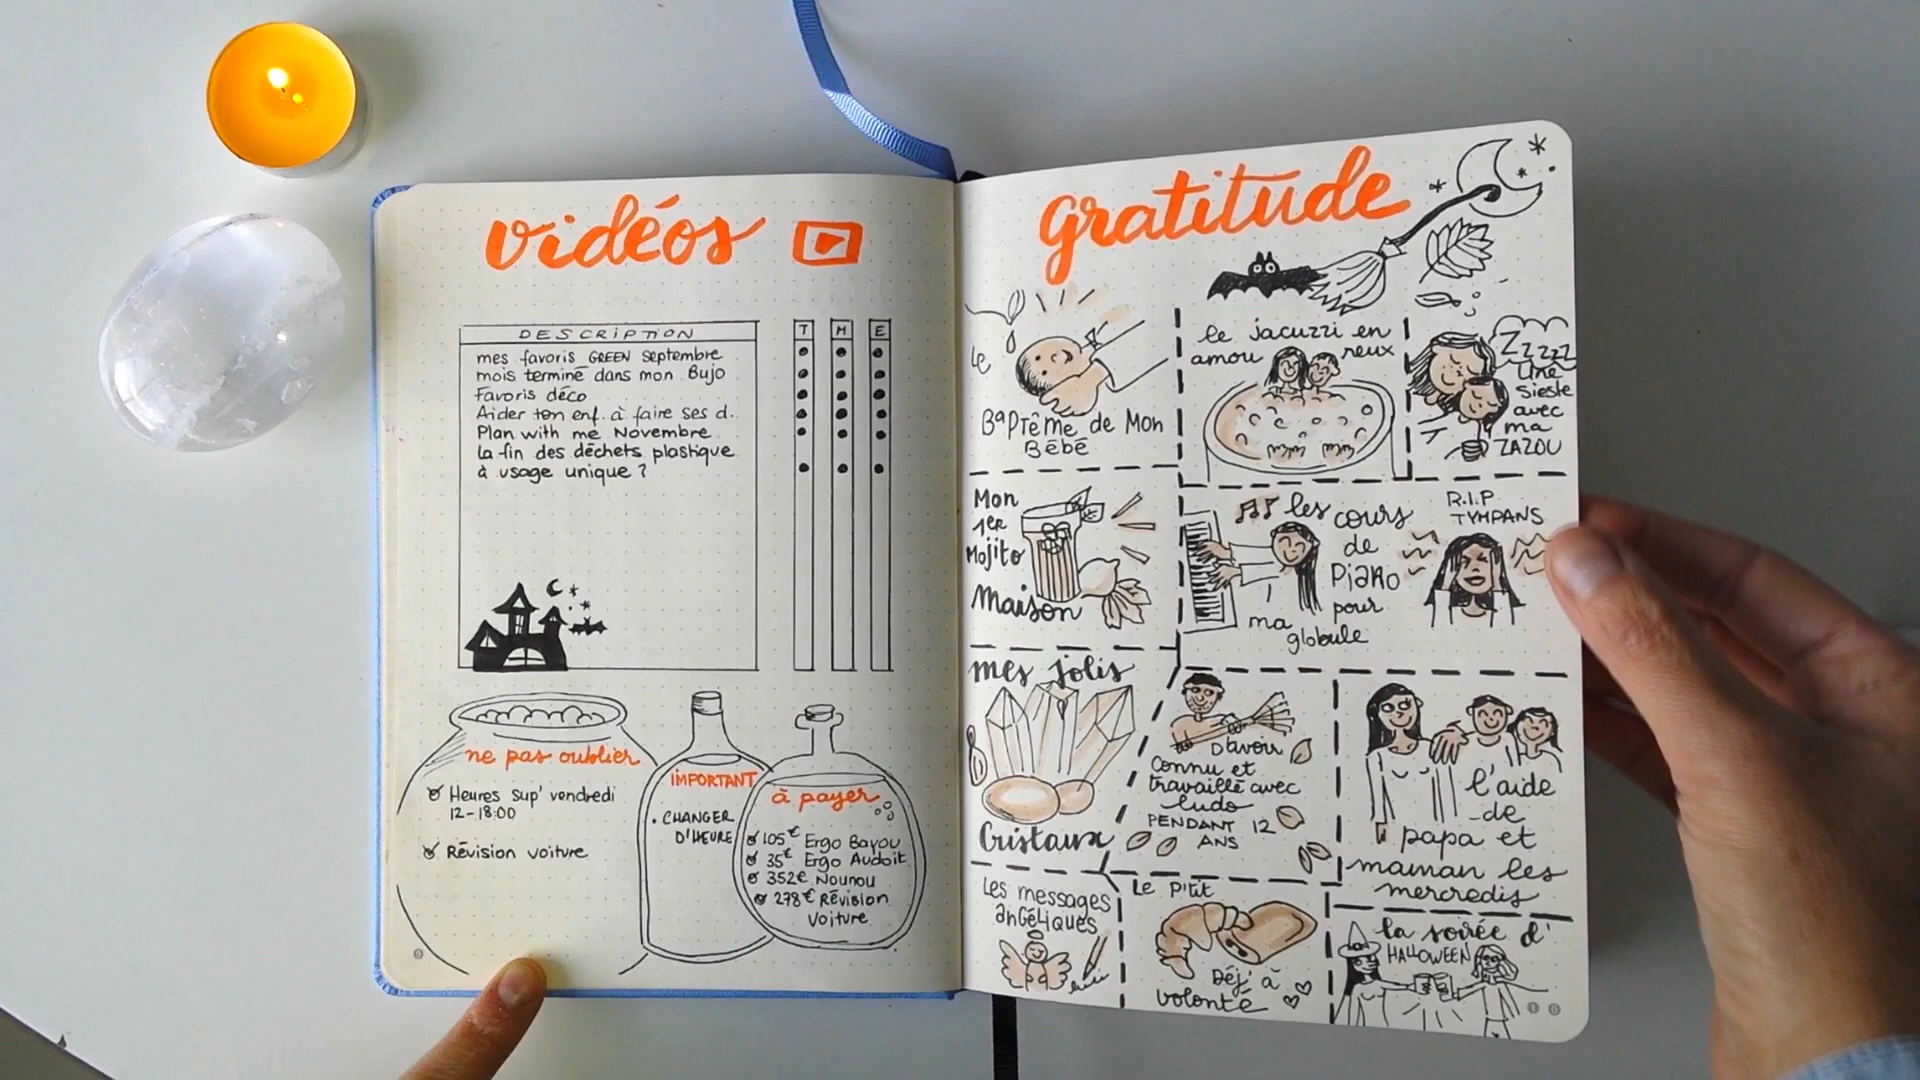 vidéos
DESCRIPTION
T H E
mes favoris GREEN septembre
mois terminé dans mon Bujo
Favoris déco
Aider ton enf. à faire ses d..
Plan with me Novembre
la fin des déchets plastique
à usage unique ?
ne pas oublier
Heures sup' vendredi
12-18:00
Révision voiture
IMPORTANT
. CHANGER
D'HEURE
à payer
105€ Ergo Bayou
35€ Ergo Audoit
352€ Nounou
278€ Révision
voiture
9
gratitude
le
Baptême de Mon
Bébé
le jacuzzi en
amou reux
Zzzzz
Une
sieste
avec
ma
ZAZOU
Mon
1er
Mojito
Maison
les cours
de
Piano
pour
ma
globule
R.I.P
TYMPANS
mes jolis
Cristaux
D'avoir
connu et
travaillé avec
ludo
PENDANT 12
ANS
l'aide
de
papa et
maman les
mercredis
Les messages
anGéliques
Le P'tit
Déj' à
volonté
la soirée d'
HALLOWEEN
10